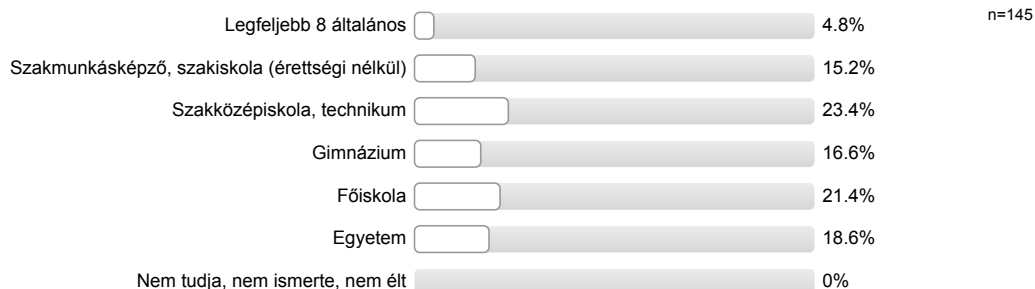 Legfeljebb 8 általános 4.8% n=145
Szakmunkásképző, szakiskola (érettségi nélkül) 15.2%
Szakközépiskola, technikum 23.4%
Gimnázium 16.6%
Főiskola 21.4%
Egyetem 18.6%
Nem tudja, nem ismerte, nem élt 0%